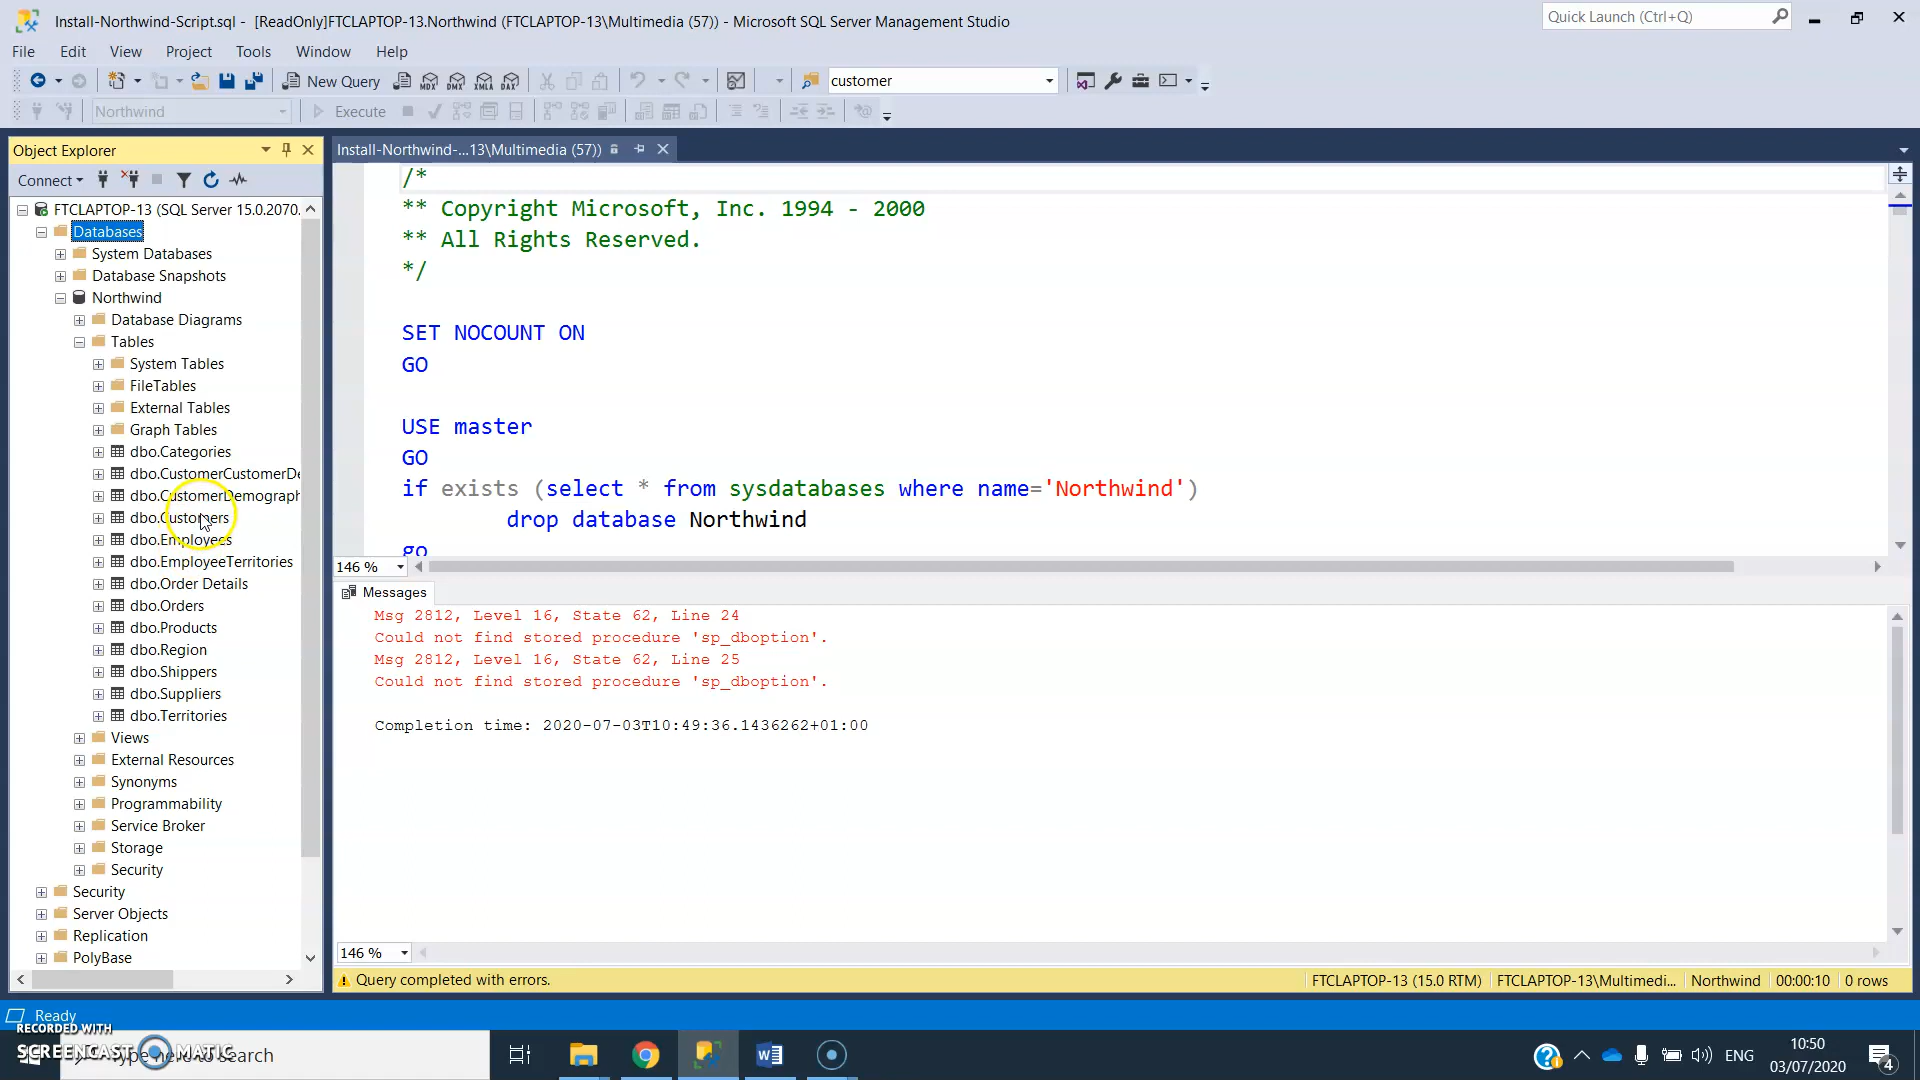 Install-Northwind-Script.sql - [ReadOnly]FTCLAPTOP-13.Northwind (FTCLAPTOP-13\Multimedia (57)) - Microsoft SQL Server Management Studio
Quick Launch (Ctrl+Q)
File Edit View Project Tools Window Help
New Query MDX DMX XMLA DAX customer
Northwind Execute
Object Explorer
Install-Northwind-...13\Multimedia (57))
Connect
FTCLAPTOP-13 (SQL Server 15.0.2070.
Databases
System Databases
Database Snapshots
Northwind
Database Diagrams
Tables
System Tables
FileTables
External Tables
Graph Tables
dbo.Categories
dbo.CustomerCustomerDe
dbo.CustomerDemograph
dbo.Customers
dbo.Employees
dbo.EmployeeTerritories
dbo.Order Details
dbo.Orders
dbo.Products
dbo.Region
dbo.Shippers
dbo.Suppliers
dbo.Territories
Views
External Resources
Synonyms
Programmability
Service Broker
Storage
Security
Security
Server Objects
Replication
PolyBase
/*
** Copyright Microsoft, Inc. 1994 - 2000
** All Rights Reserved.
*/
SET NOCOUNT ON
GO
USE master
GO
if exists (select * from sysdatabases where name='Northwind')
drop database Northwind
go
146 %
Messages
Msg 2812, Level 16, State 62, Line 24
Could not find stored procedure 'sp_dboption'.
Msg 2812, Level 16, State 62, Line 25
Could not find stored procedure 'sp_dboption'.
Completion time: 2020-07-03T10:49:36.1436262+01:00
146 %
Query completed with errors.
FTCLAPTOP-13 (15.0 RTM) FTCLAPTOP-13\Multimedi... Northwind 00:00:10 0 rows
Ready
RECORDED WITH
SCREENCAST MATIC
Type here to search
ENG
10:50
03/07/2020
4